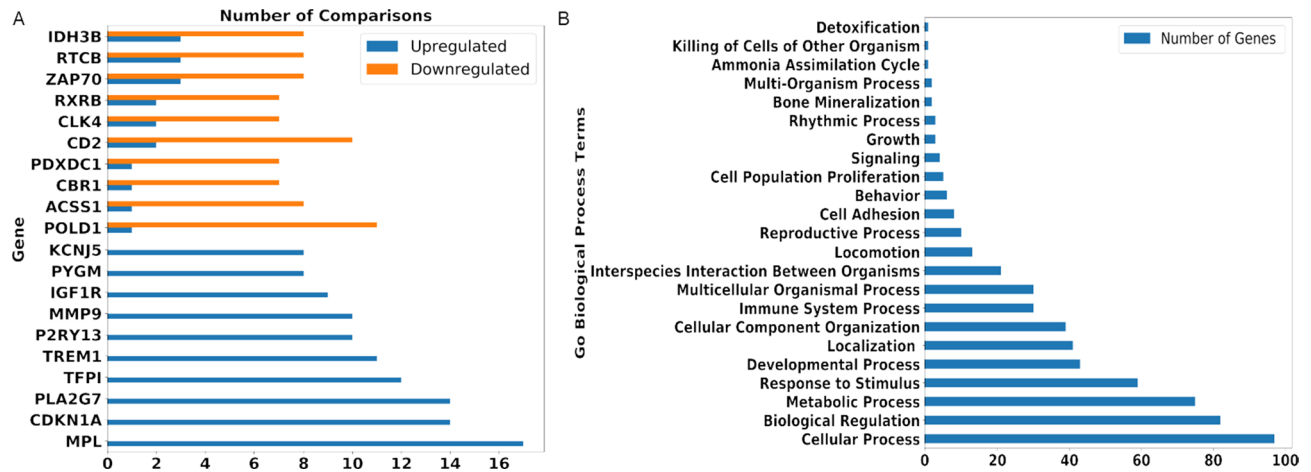 A
Number of Comparisons
Gene
IDH3B
RTCB
ZAP70
RXRB
CLK4
CD2
PDXDC1
CBR1
ACSS1
POLD1
KCNJ5
PYGM
IGF1R
MMP9
P2RY13
TREM1
TFPI
PLA2G7
CDKN1A
MPL
Upregulated
Downregulated
0 2 4 6 8 10 12 14 16
B
Go Biological Process Terms
Detoxification
Killing of Cells of Other Organism
Ammonia Assimilation Cycle
Multi-Organism Process
Bone Mineralization
Rhythmic Process
Growth
Signaling
Cell Population Proliferation
Behavior
Cell Adhesion
Reproductive Process
Locomotion
Interspecies Interaction Between Organisms
Multicellular Organismal Process
Immune System Process
Cellular Component Organization
Localization
Developmental Process
Response to Stimulus
Metabolic Process
Biological Regulation
Cellular Process
Number of Genes
0 20 40 60 80 100